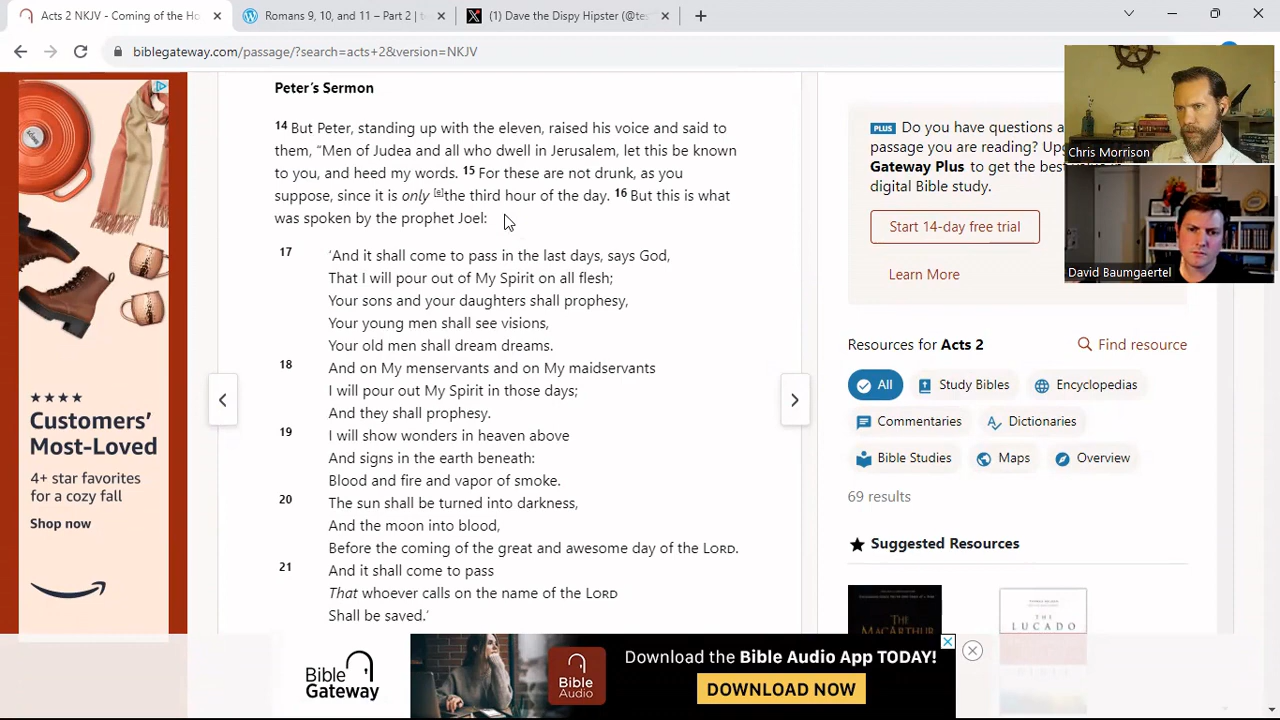 Acts 2 NKJV - Coming of the Ho
Romans 9, 10, and 11 – Part 2 | t
(1) Dave the Dispy Hipster (@tes
biblegateway.com/passage/?search=acts+2&version=NKJV
Peter's Sermon
14 But Peter, standing up with the eleven, raised his voice and said to
them, "Men of Judea and all who dwell in Jerusalem, let this be known
to you, and heed my words. 15 For these are not drunk, as you
suppose, since it is only [e]the third hour of the day. 16 But this is what
was spoken by the prophet Joel:
17 'And it shall come to pass in the last days, says God,
That I will pour out of My Spirit on all flesh;
Your sons and your daughters shall prophesy,
Your young men shall see visions,
Your old men shall dream dreams.
18 And on My menservants and on My maidservants
I will pour out My Spirit in those days;
And they shall prophesy.
19 I will show wonders in heaven above
And signs in the earth beneath:
Blood and fire and vapor of smoke.
20 The sun shall be turned into darkness,
And the moon into blood,
Before the coming of the great and awesome day of the LORD.
21 And it shall come to pass
That whoever calls on the name of the LORD
Shall be saved.'
Customers'
Most-Loved
4+ star favorites
for a cozy fall
Shop now
PLUS Do you have questions a
passage you are reading? Up
Gateway Plus to get the best
digital Bible study.
Start 14-day free trial
Learn More
Resources for Acts 2
Find resource
All
Study Bibles
Encyclopedias
Commentaries
Dictionaries
Bible Studies
Maps
Overview
69 results
Suggested Resources
THE
MACARTHUR
THE
LUCADO
Chris Morrison
David Baumgaertel
Bible
Gateway
Bible
Audio
Download the Bible Audio App TODAY!
DOWNLOAD NOW